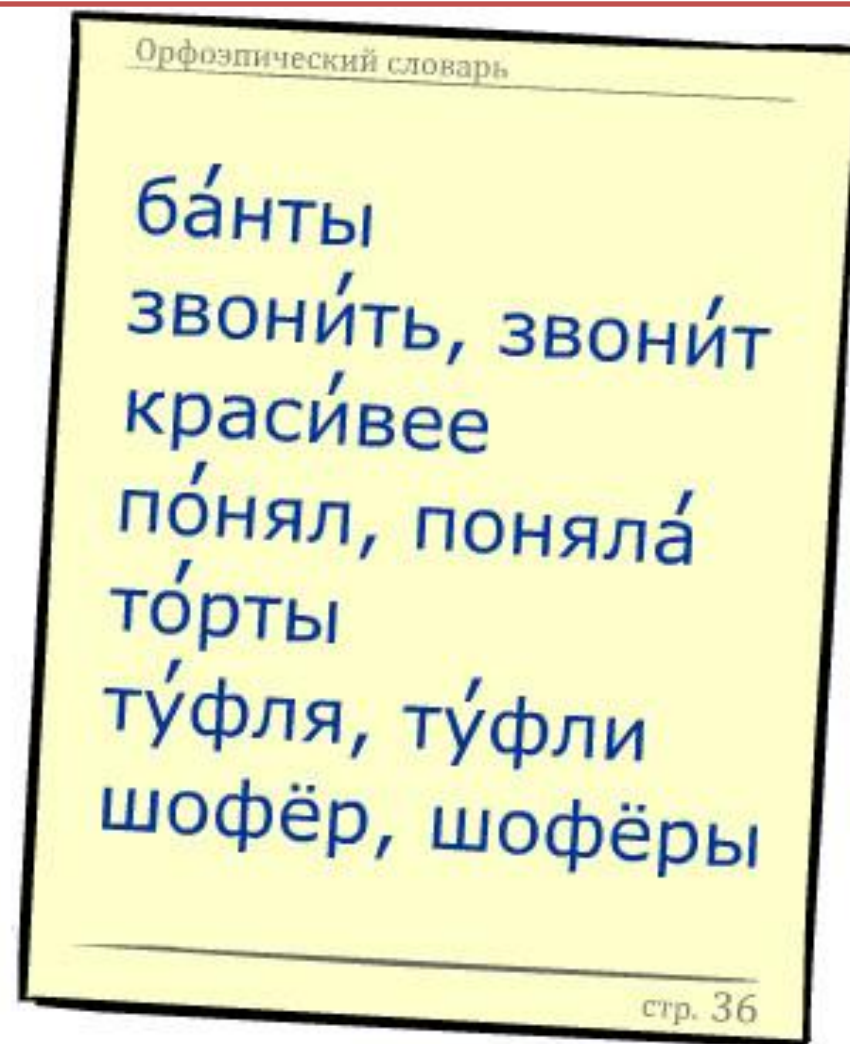 Орфоэпический словарь
ба́нты
звони́ть, звони́т
краси́вее
по́нял, поняла́
то́рты
ту́фля, ту́фли
шофёр, шофёры
стр. 36